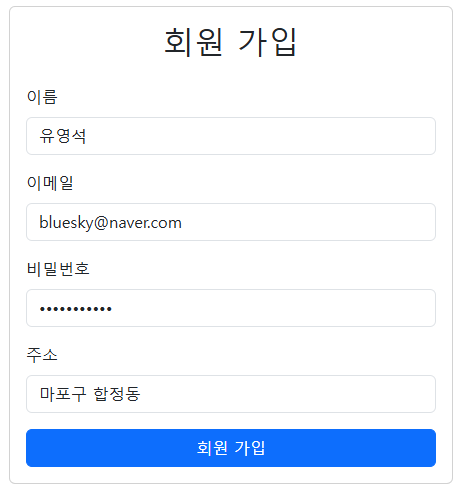 회원 가입
이름
유영석
이메일
bluesky@naver.com
비밀번호
•••••••••••
주소
마포구 합정동
회원 가입